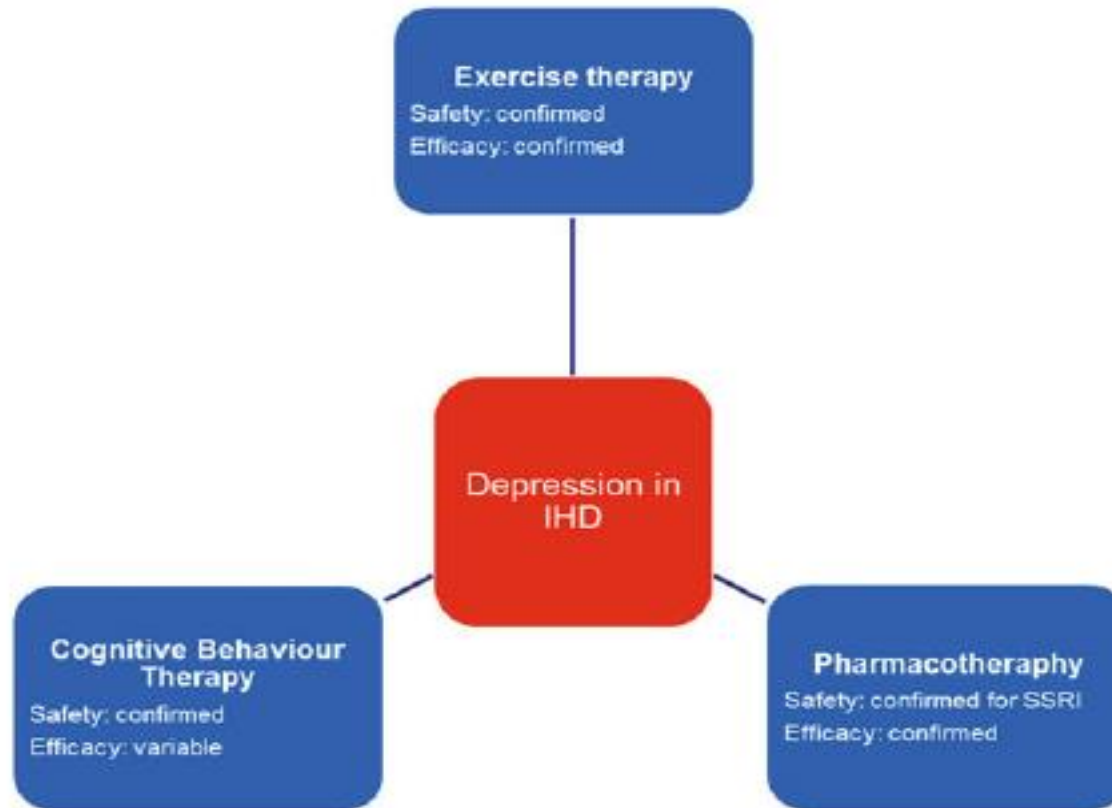 Exercise therapy
Safety: confirmed
Efficacy: confirmed
Depression in
IHD
Cognitive Behaviour
Therapy
Safety: confirmed
Efficacy: variable
Pharmacotheraphy
Safety: confirmed for SSRI
Efficacy: confirmed